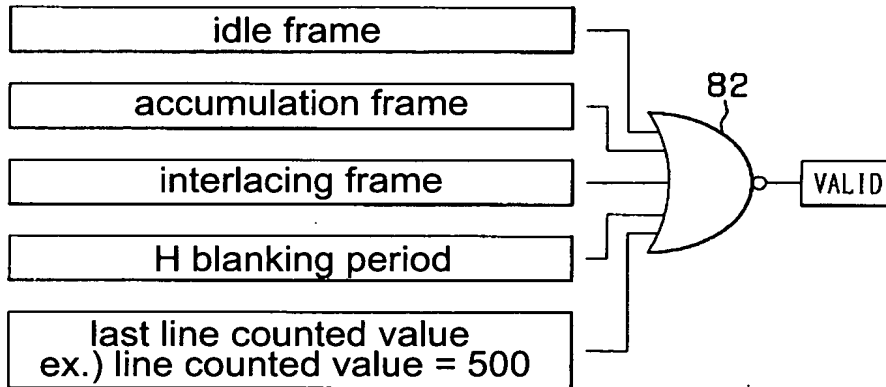 idle frame
82
accumulation frame
interlacing frame
VALID
H blanking period
last line counted value
ex.) line counted value = 500